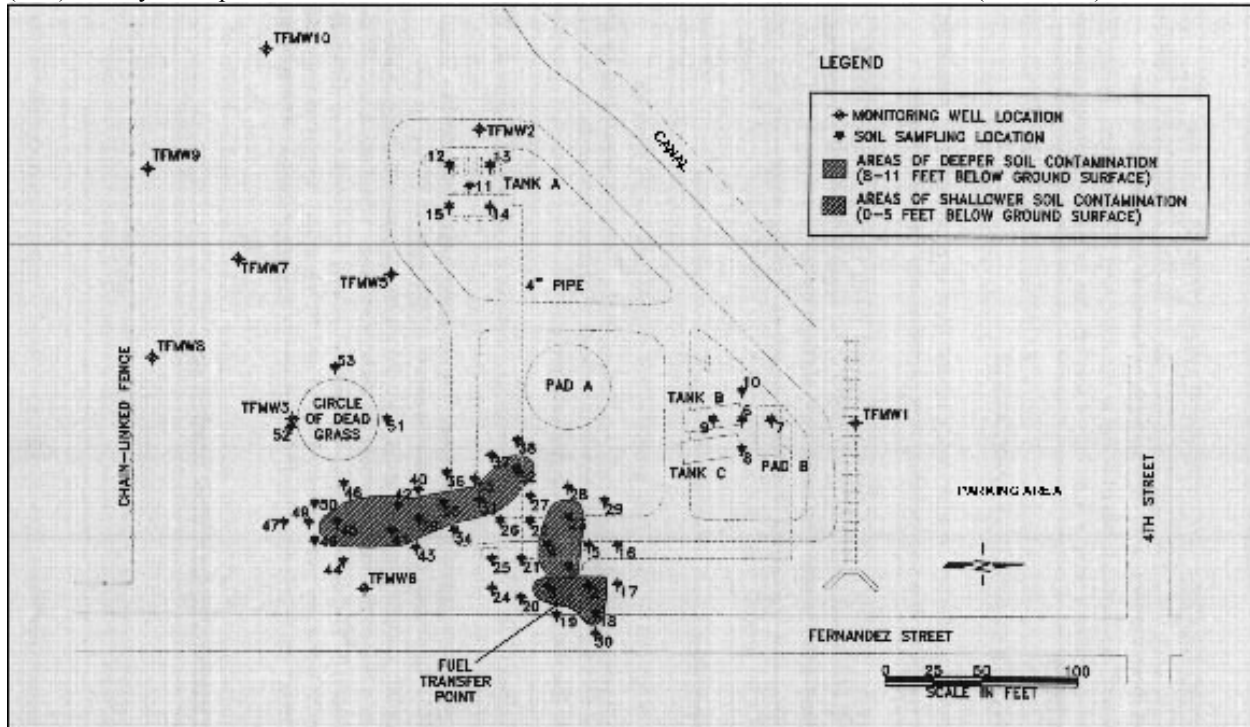 TFMW10
LEGEND
MONITORING WELL LOCATION
SOIL SAMPLING LOCATION
AREAS OF DEEPER SOIL CONTAMINATION
(8-11 FEET BELOW GROUND SURFACE)
AREAS OF SHALLOWER SOIL CONTAMINATION
(0-5 FEET BELOW GROUND SURFACE)
TFMW2
CANAL
TFMW9
12
13
11
TANK A
15
14
TFMW7
TFMW5
4" PIPE
TFMW8
CHAIN-LINKED FENCE
53
PAD A
TFMW3
CIRCLE
OF DEAD
GRASS
52
51
TANK B
10
9
7
TFMW1
8
TANK C
PAD B
PARKING AREA
4TH STREET
38
36
40
46
50
47
48
42
34
43
44
TFMW6
27
28
29
26
25
21
5
16
24
20
17
19
18
30
FUEL
TRANSFER
POINT
FERNANDEZ STREET
0 25 50 100
SCALE IN FEET